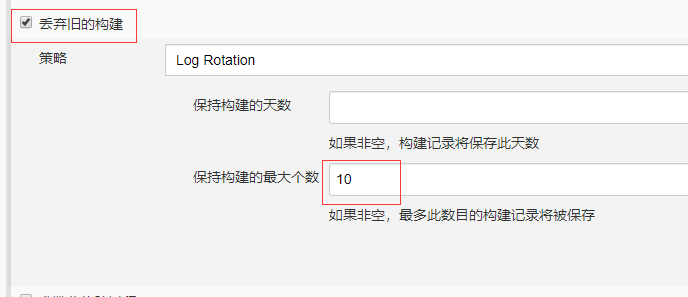 丢弃旧的构建
策略
Log Rotation
保持构建的天数
如果非空，构建记录将保存此天数
保持构建的最大个数
10
如果非空，最多此数目的构建记录将被保存